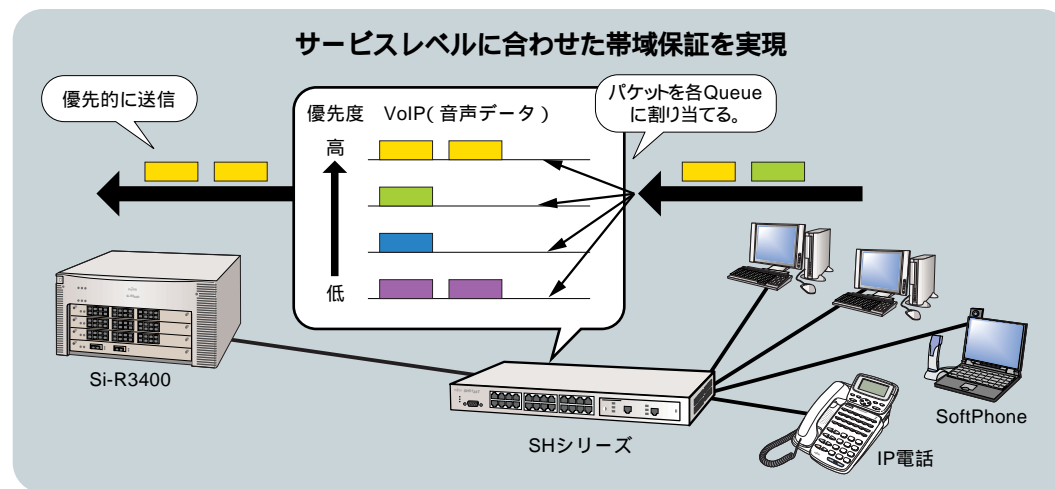 サービスレベルに合わせた帯域保証を実現
優先的に送信
優先度 VoIP(音声データ)
高
低
パケットを各Queue
に割り当てる。
Si-R3400
SHシリーズ
IP電話
SoftPhone